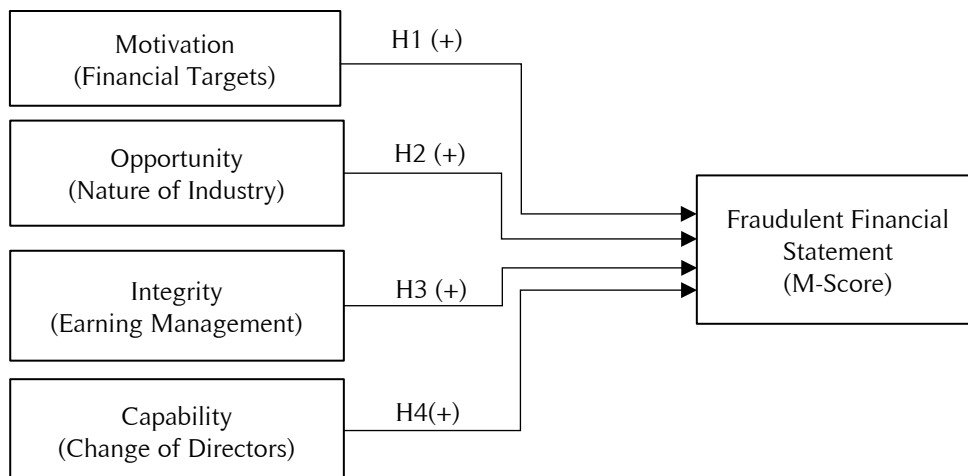 Motivation
(Financial Targets)
H1 (+)
Opportunity
(Nature of Industry)
H2 (+)
Integrity
(Earning Management)
H3 (+)
Capability
(Change of Directors)
H4(+)
Fraudulent Financial
Statement
(M-Score)